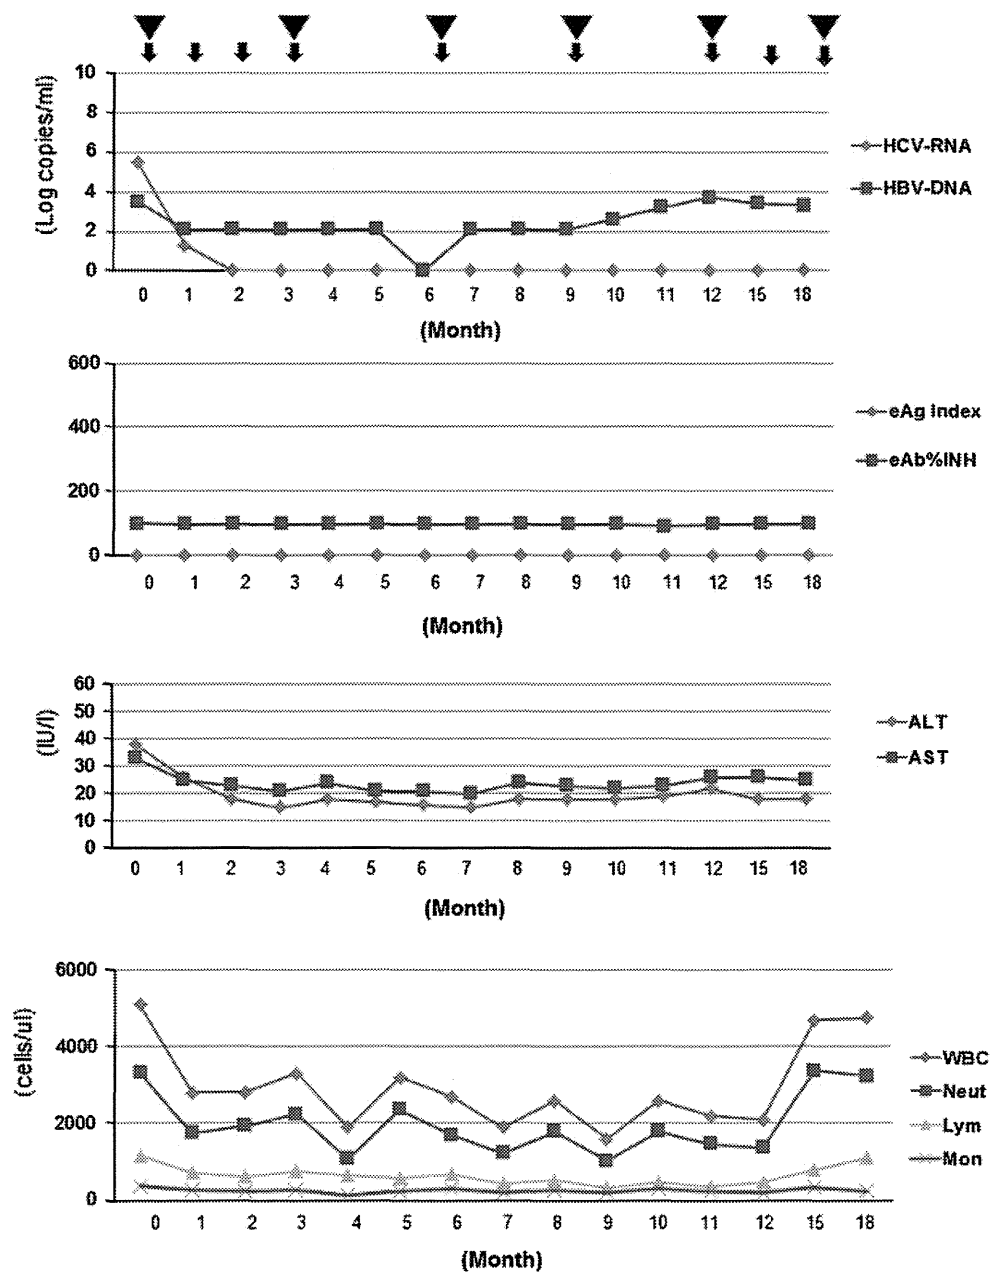 10
8
6
4
2
0
(Log copies/ml)
HCV-RNA
HBV-DNA
0 1 2 3 4 5 6 7 8 9 10 11 12 15 18
(Month)
600
400
200
0
eAg Index
eAb%INH
0 1 2 3 4 5 6 7 8 9 10 11 12 15 18
(Month)
60
50
40
30
20
10
0
(IU/l)
ALT
AST
0 1 2 3 4 5 6 7 8 9 10 11 12 15 18
(Month)
6000
4000
2000
0
(cells/ul)
WBC
Neut
Lym
Mon
0 1 2 3 4 5 6 7 8 9 10 11 12 15 18
(Month)